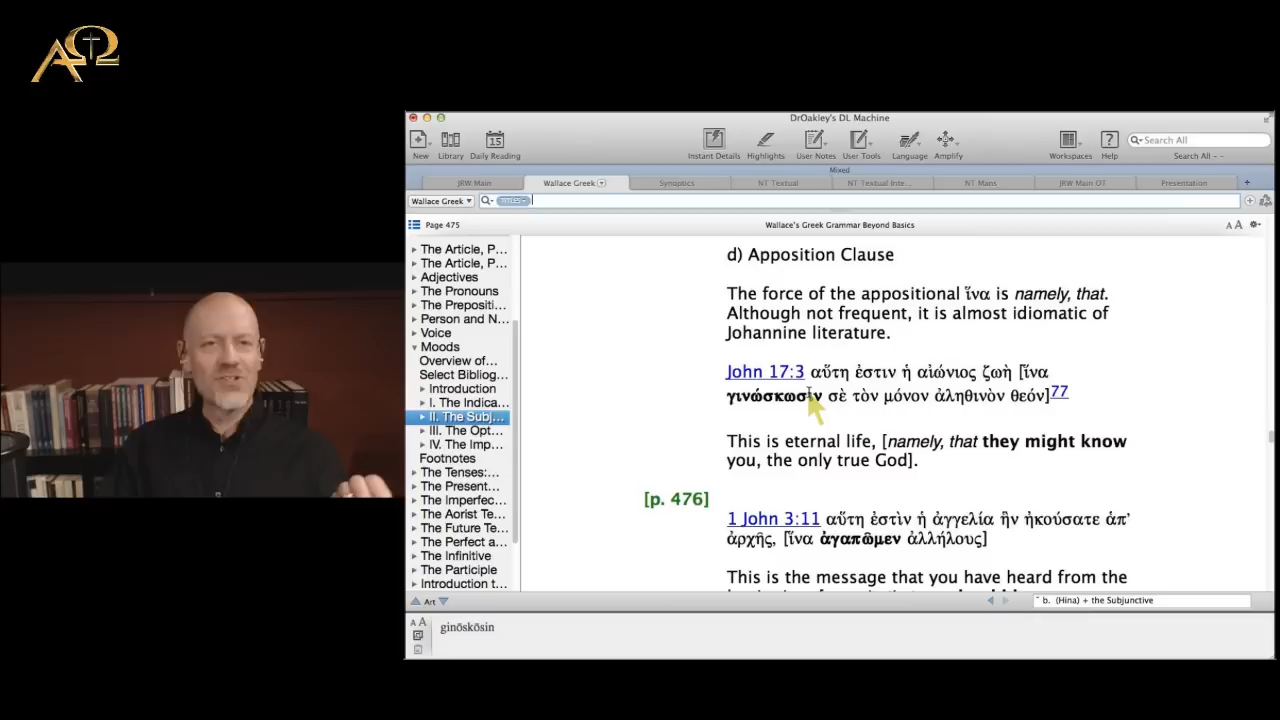 ΑΩ
DrOakley's DL Machine
New Library Daily Reading Instant Details Highlights User Notes User Tools Language Amplify Workspaces Help Search All
Search All - -
15
Mixed
JRW Main Wallace Greek Synoptics NT Textual NT Textual Inte... NT Mans JRW Main OT Presentation +
Wallace Greek
Page 475 Wallace's Greek Grammar Beyond Basics A A
The Article, P...
The Article, P...
Adjectives
The Pronouns
The Prepositi...
Person and N...
Voice
Moods
Overview of...
Select Bibliog...
Introduction
I. The Indica...
II. The Subj...
III. The Opt...
IV. The Imp...
Footnotes
The Tenses:...
The Present...
The Imperfec...
The Aorist Te...
The Future Te...
The Perfect a...
The Infinitive
The Participle
Introduction t...
d) Apposition Clause
The force of the appositional ἵνα is namely, that.
Although not frequent, it is almost idiomatic of
Johannine literature.
John 17:3 αὕτη ἐστιν ἡ αἰώνιος ζωὴ [ἵνα
γινώσκωσιν σὲ τὸν μόνον ἀληθινὸν θεόν]77
This is eternal life, [namely, that they might know
you, the only true God].
[p. 476]
1 John 3:11 αὕτη ἐστὶν ἡ ἀγγελία ἣν ἠκούσατε ἀπ’
ἀρχῆς, [ἵνα ἀγαπῶμεν ἀλλήλους]
This is the message that you have heard from the
Art
b. (Hina) + the Subjunctive
A A
ginōskōsin